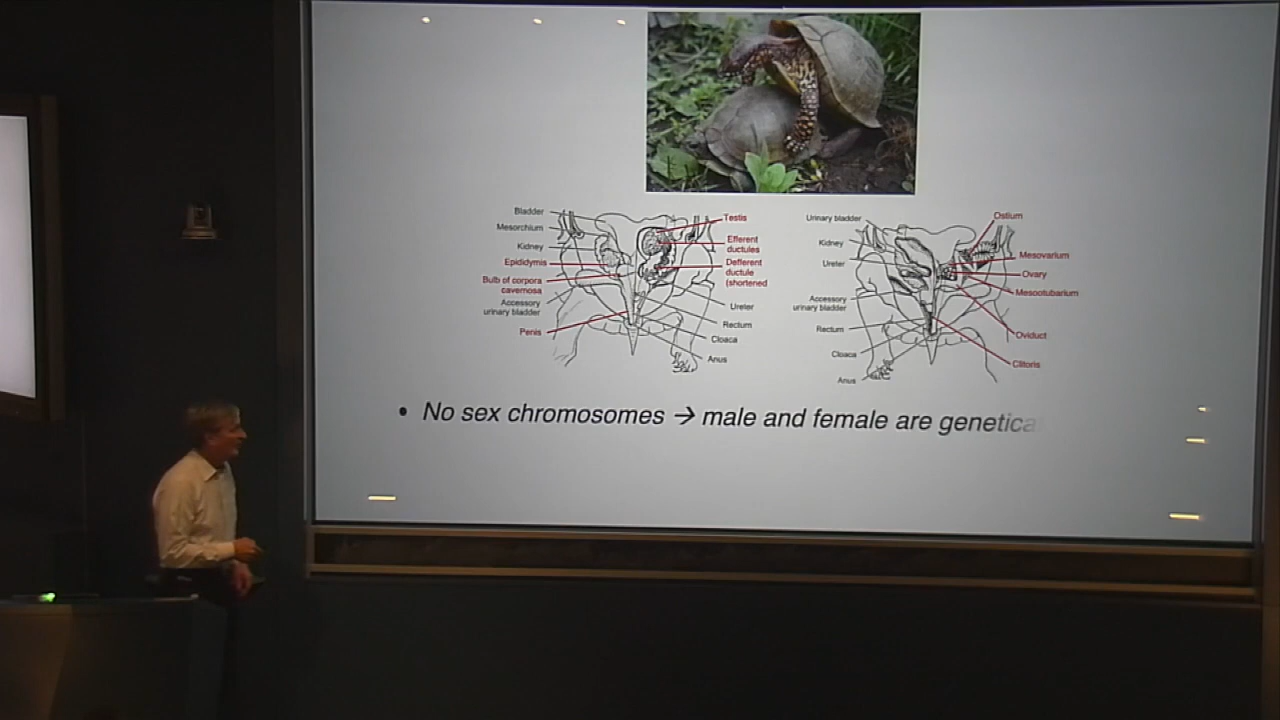 Bladder
Mesorchium
Kidney
Epididymis
Bulb of corpora
cavernosa
Accessory
urinary bladder
Penis
Testis
Efferent
ductules
Defferent
ductule
(shortened
Ureter
Rectum
Cloaca
Anus
Urinary bladder
Kidney
Ureter
Accessory
urinary bladder
Rectum
Cloaca
Anus
Ostium
Mesovarium
Ovary
Mesootubarium
Oviduct
Clitoris
• No sex chromosomes → male and female are genetica